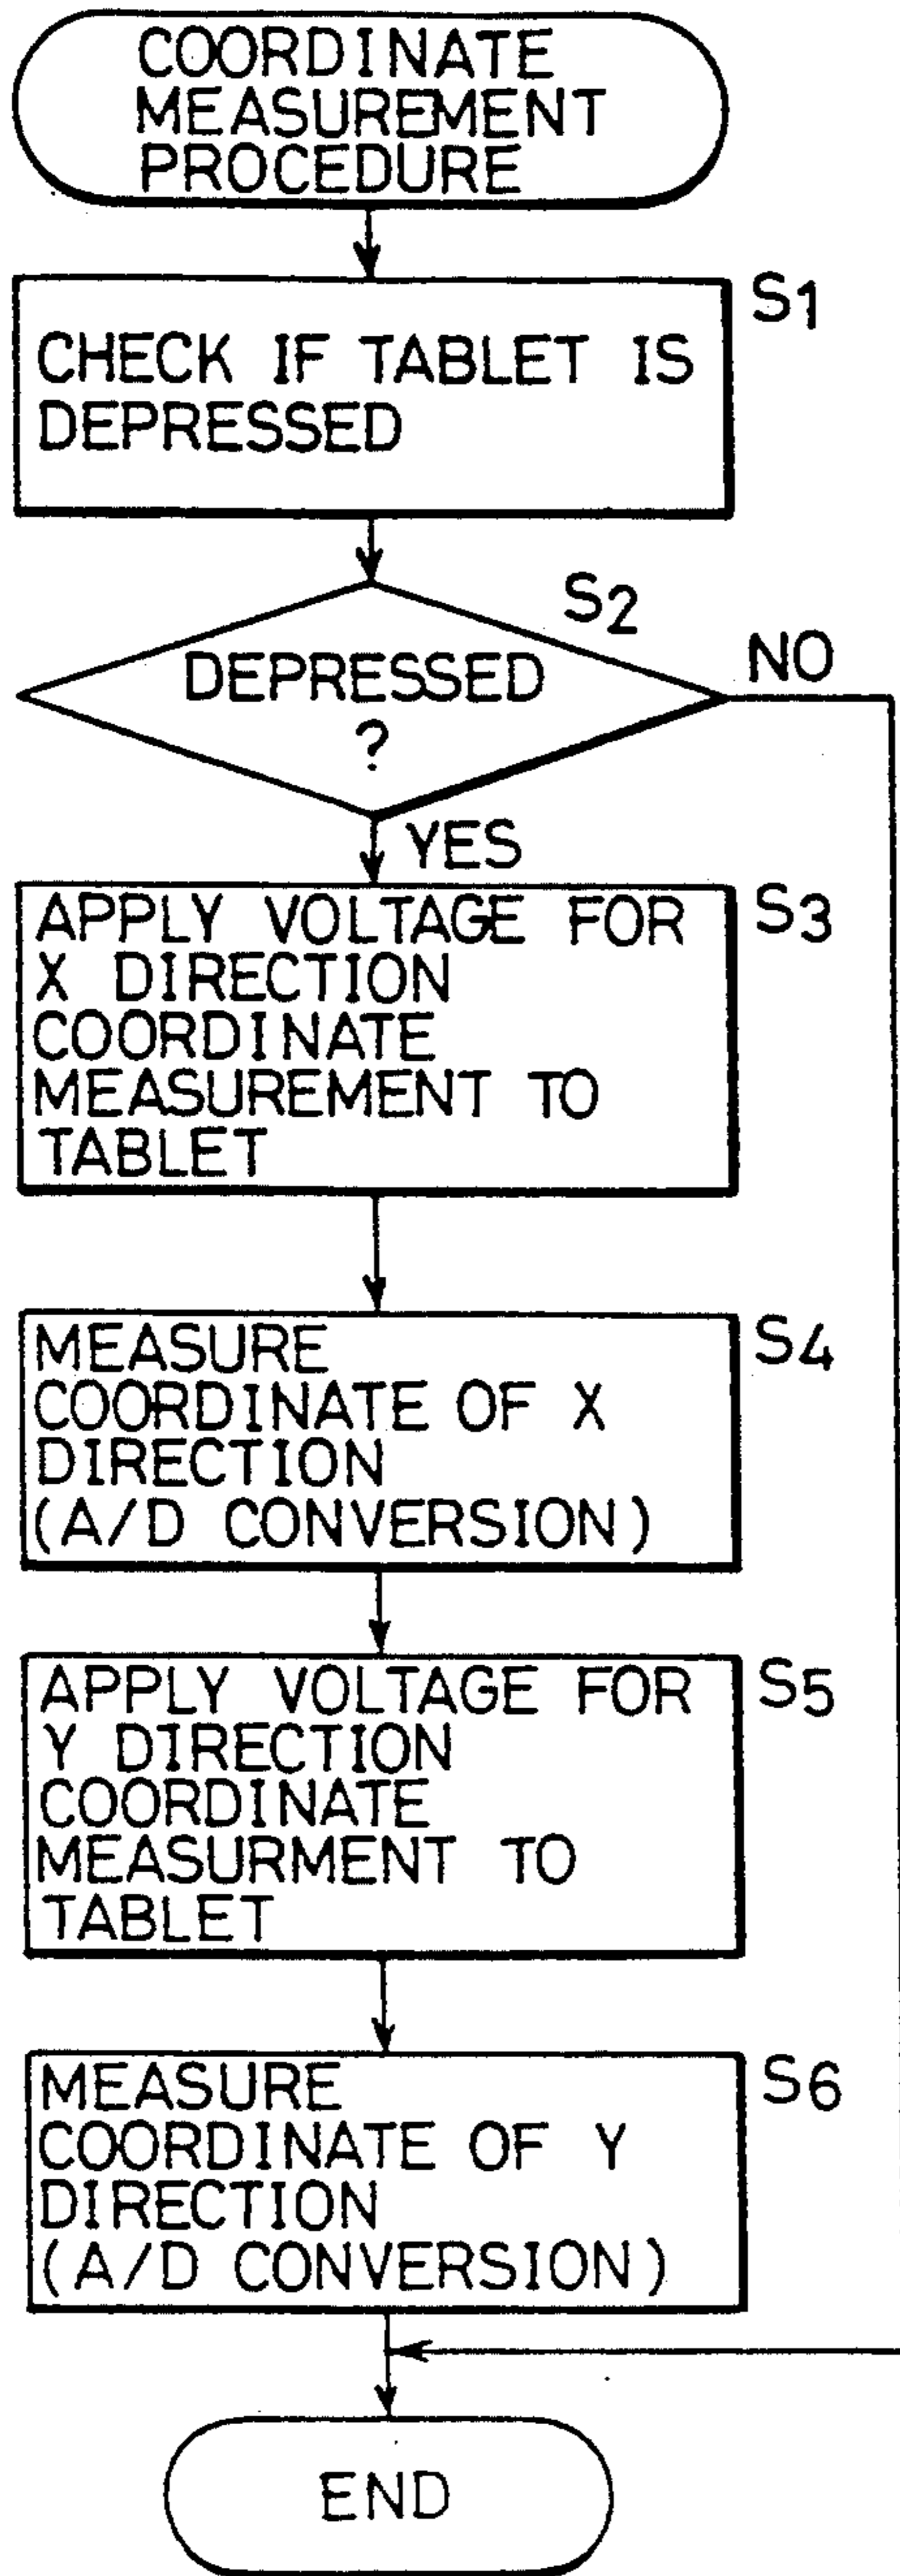 COORDINATE
MEASUREMENT
PROCEDURE
S1
CHECK IF TABLET IS
DEPRESSED
S2
DEPRESSED
?
NO
YES
S3
APPLY VOLTAGE FOR
X DIRECTION
COORDINATE
MEASUREMENT TO
TABLET
S4
MEASURE
COORDINATE OF X
DIRECTION
(A/D CONVERSION)
S5
APPLY VOLTAGE FOR
Y DIRECTION
COORDINATE
MEASURMENT TO
TABLET
S6
MEASURE
COORDINATE OF Y
DIRECTION
(A/D CONVERSION)
END